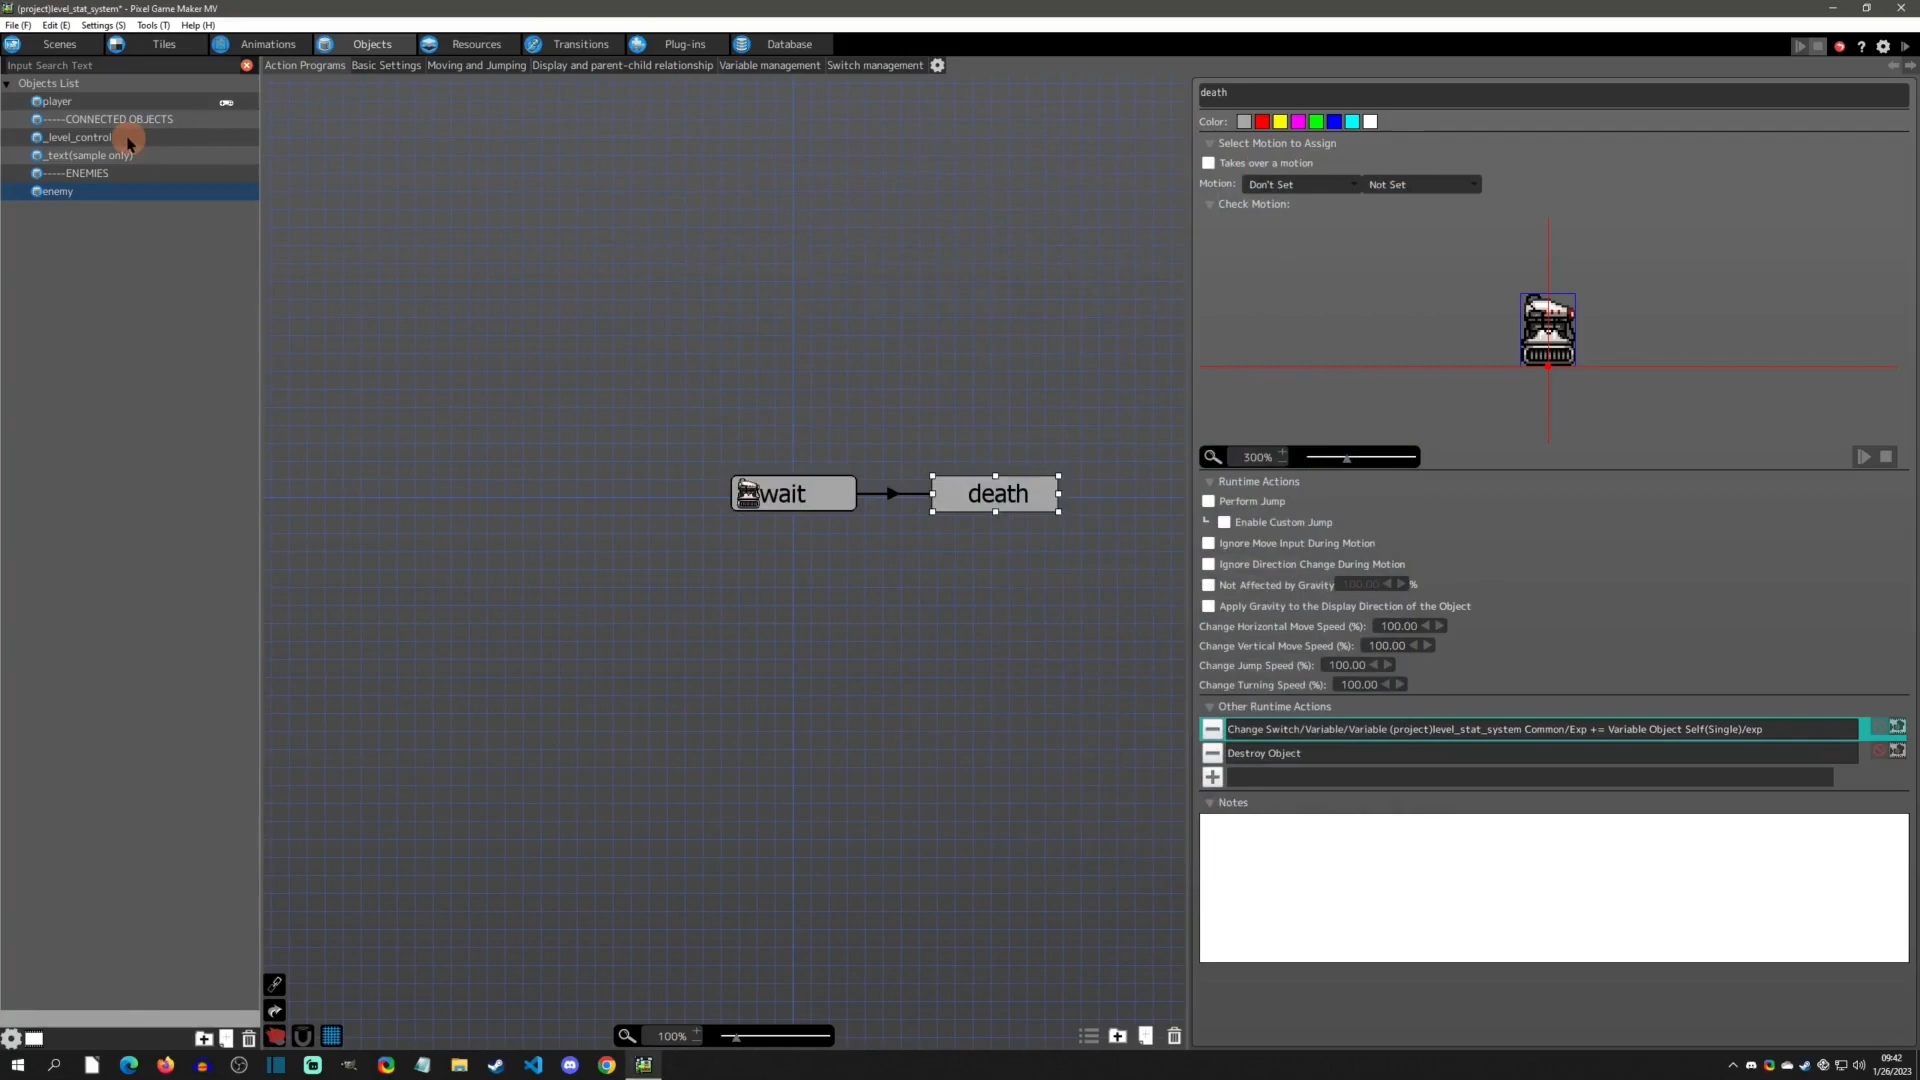 (project)level_stat_system* - Pixel Game Maker MV
File (F) Edit (E) Settings (S) Tools (T) Help (H)
Scenes Tiles Animations Objects Resources Transitions Plug-ins Database
Input Search Text
Action Programs Basic Settings Moving and Jumping Display and parent-child relationship Variable management Switch management
Objects List
player
-----CONNECTED OBJECTS
_level_control
_text(sample only)
-----ENEMIES
enemy
wait
death
100%
death
Color:
Select Motion to Assign
Takes over a motion
Motion: Don't Set Not Set
Check Motion:
300%
Runtime Actions
Perform Jump
Enable Custom Jump
Ignore Move Input During Motion
Ignore Direction Change During Motion
Not Affected by Gravity 100.00 %
Apply Gravity to the Display Direction of the Object
Change Horizontal Move Speed (%): 100.00
Change Vertical Move Speed (%): 100.00
Change Jump Speed (%): 100.00
Change Turning Speed (%): 100.00
Other Runtime Actions
Change Switch/Variable/Variable (project)level_stat_system Common/Exp += Variable Object Self(Single)/exp
Destroy Object
Notes
09:42
1/26/2023